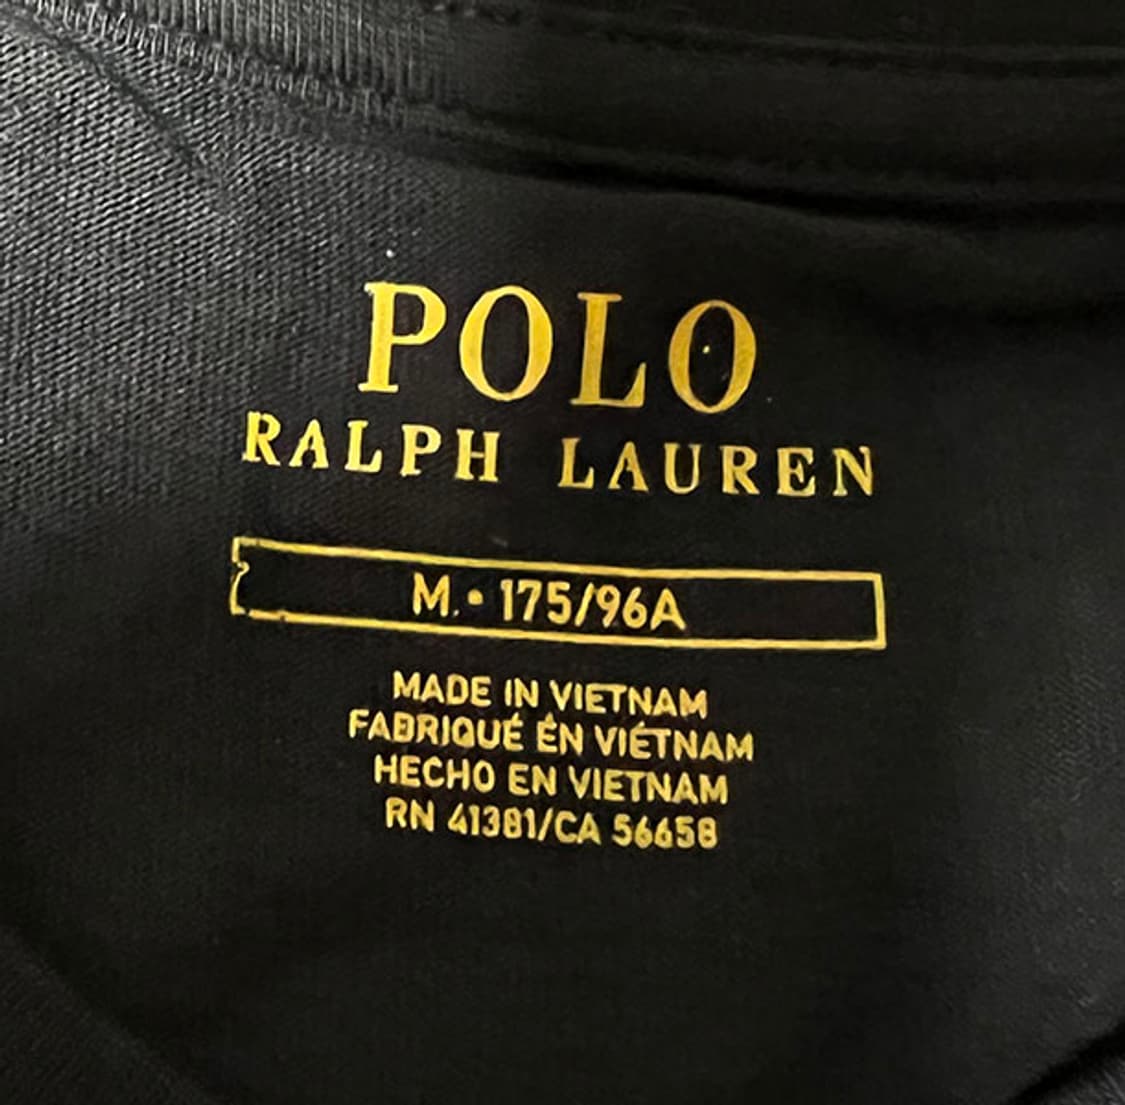 POLO
RALPH LAUREN
M. • 175/96A
MADE IN VIETNAM
FABRIQUÉ ÉN VIÉTNAM
HECHO EN VIETNAM
RN 41381/CA 56658